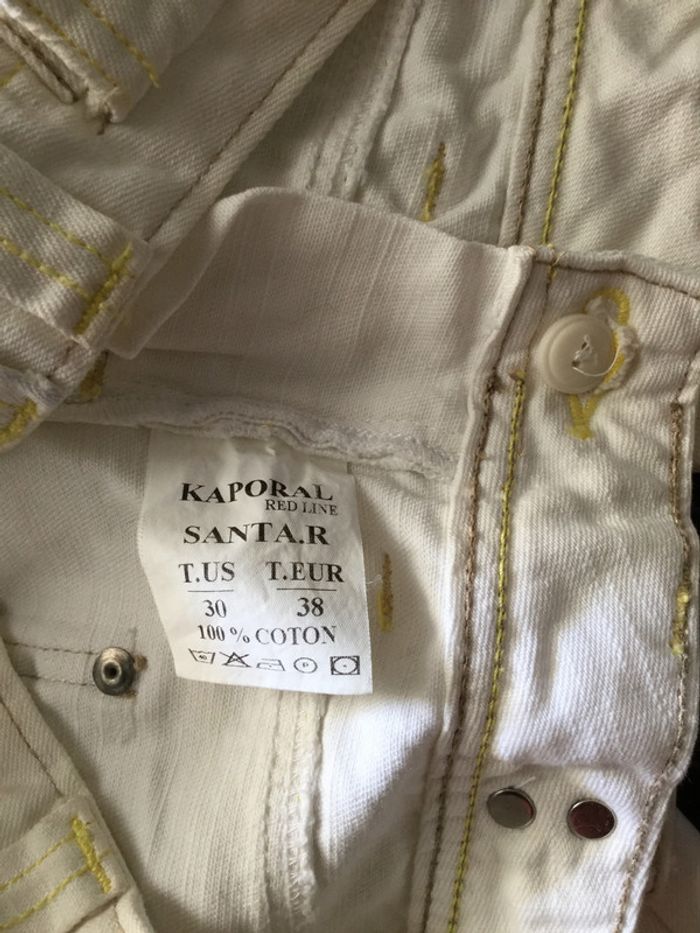 KAPORAL
RED LINE
SANTA.R
T.US T.EUR
30 38
100 % COTON